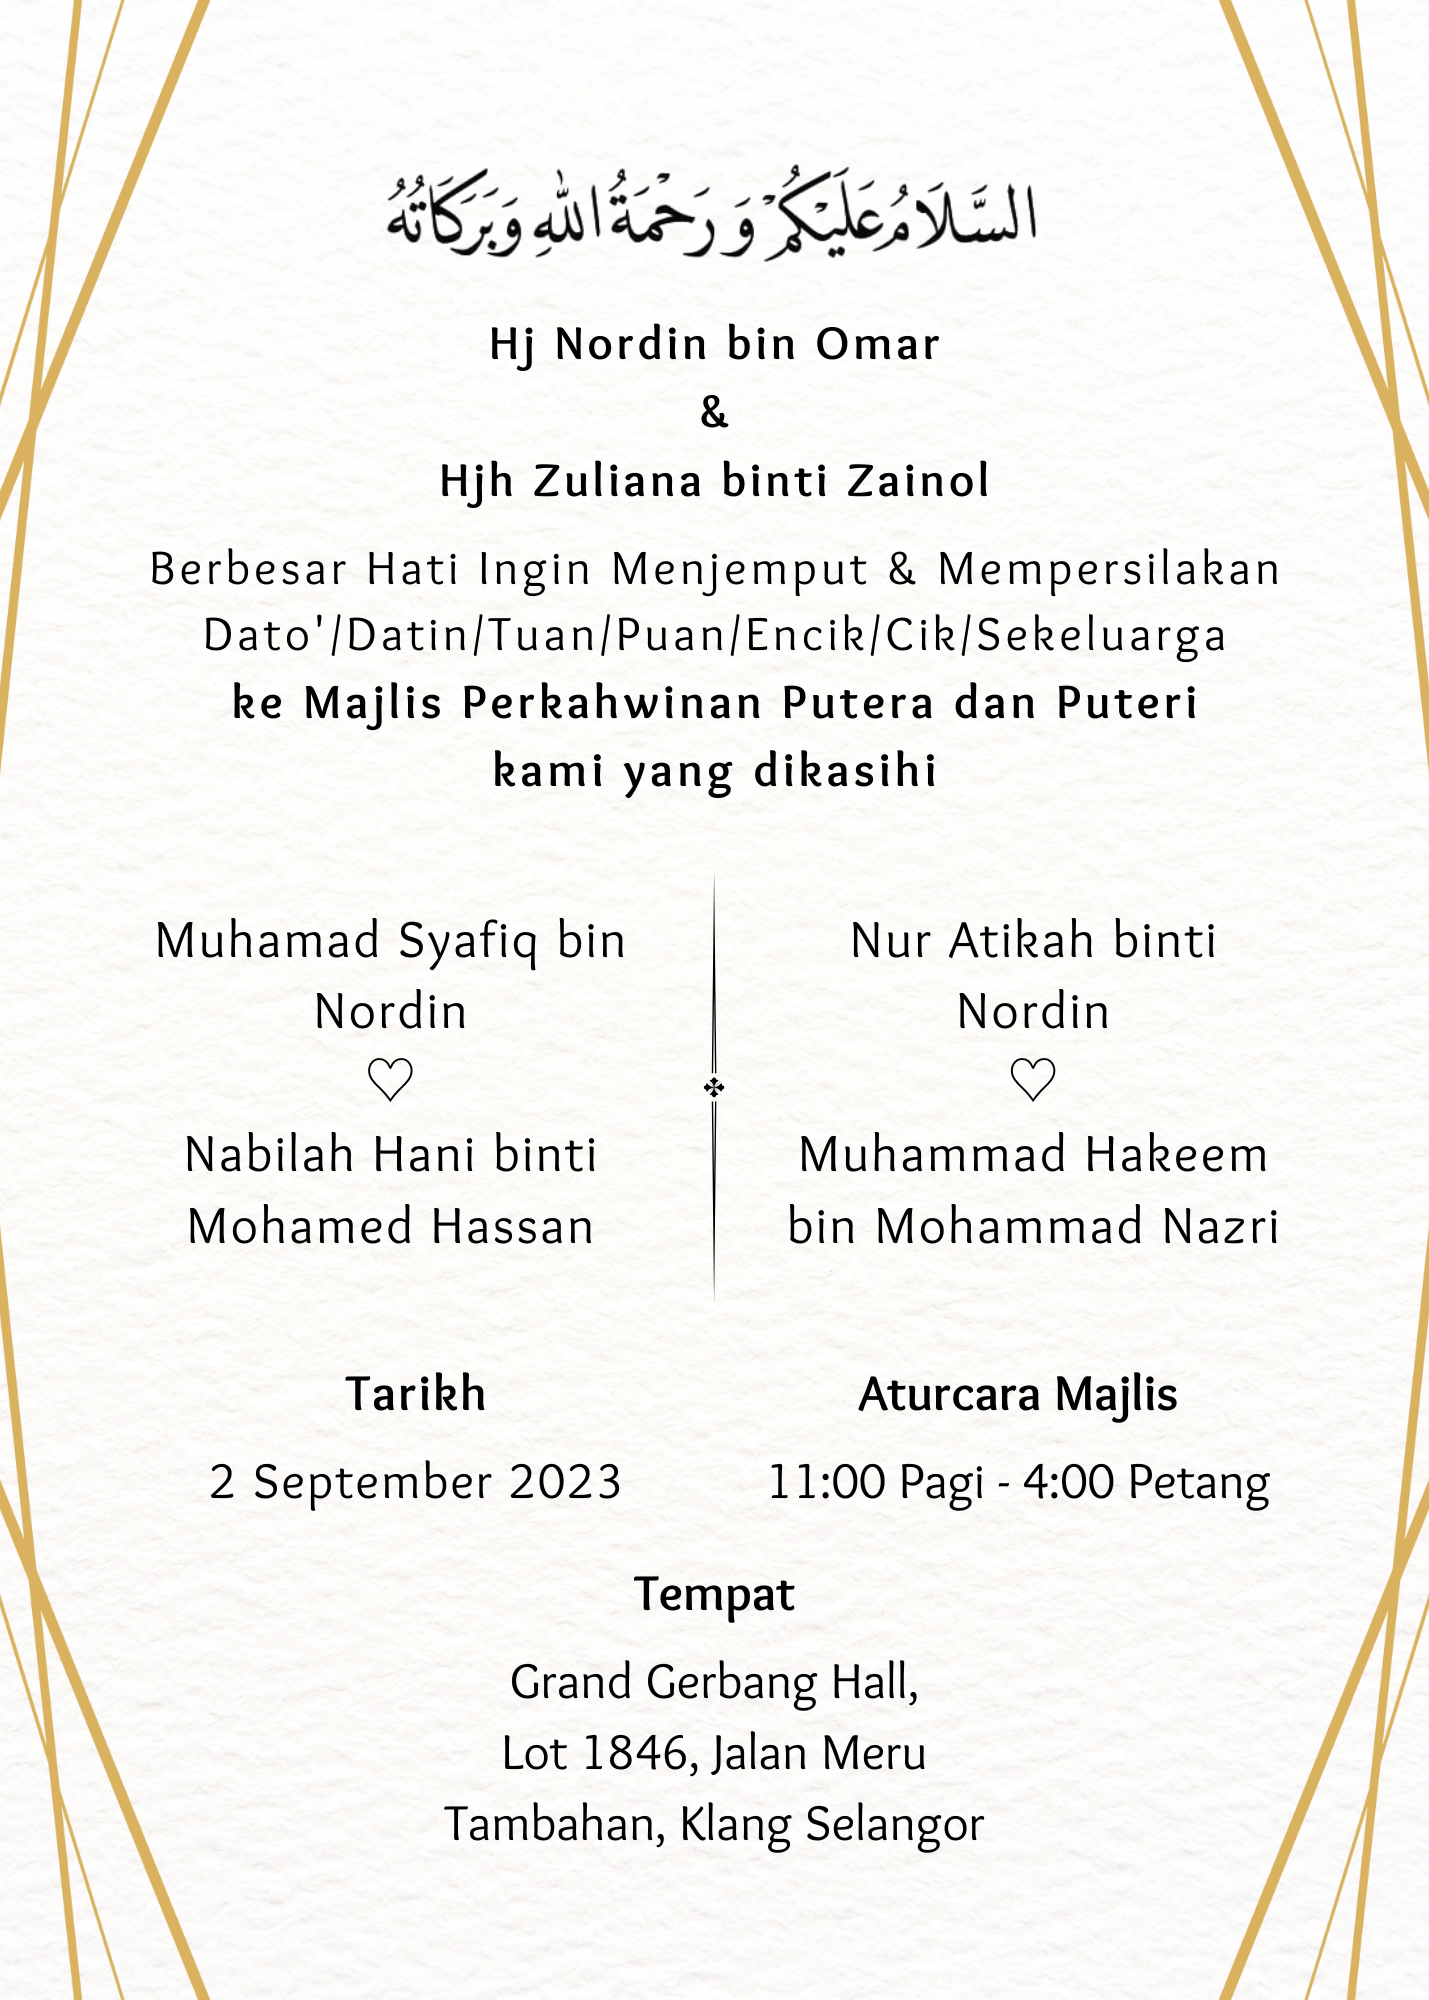 السَّلَامُ عَلَيْكُمْ وَ رَحْمَةُ اللهِ وَبَرَكَاتُهُ
Hj Nordin bin Omar
&
Hjh Zuliana binti Zainol
Berbesar Hati Ingin Menjemput & Mempersilakan
Dato'/Datin/Tuan/Puan/Encik/Cik/Sekeluarga
ke Majlis Perkahwinan Putera dan Puteri
kami yang dikasihi
Muhamad Syafiq bin
Nordin
♡
Nabilah Hani binti
Mohamed Hassan
Nur Atikah binti
Nordin
♡
Muhammad Hakeem
bin Mohammad Nazri
Tarikh
2 September 2023
Aturcara Majlis
11:00 Pagi - 4:00 Petang
Tempat
Grand Gerbang Hall,
Lot 1846, Jalan Meru
Tambahan, Klang Selangor